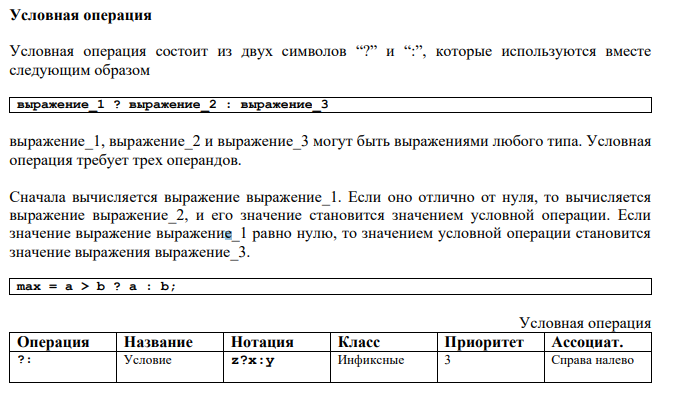 Условная операция
Условная операция состоит из двух символов “?” и “:”, которые используются вместе
следующим образом
выражение_1 ? выражение_2 : выражение_3
выражение_1, выражение_2 и выражение_3 могут быть выражениями любого типа. Условная
операция требует трех операндов.
Сначала вычисляется выражение выражение_1. Если оно отлично от нуля, то вычисляется
выражение выражение_2, и его значение становится значением условной операции. Если
значение выражение выражение_1 равно нулю, то значением условной операции становится
значение выражения выражение_3.
max = a > b ? a : b;
Условная операция
Операция Название Нотация Класс Приоритет Ассоциат.
?: Условие z?x:y Инфиксные 3 Справа налево